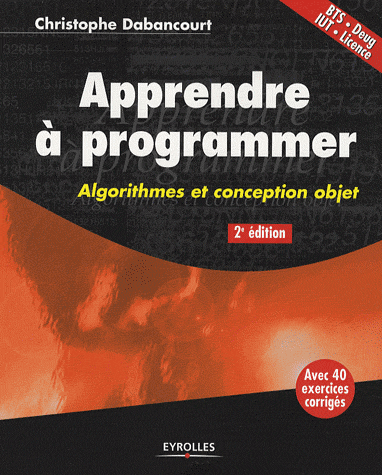 Christophe Dabancourt
BTS • Deug
IUT • Licence
Apprendre
à programmer
Algorithmes et conception objet
2e édition
Avec 40
exercices
corrigés
EYROLLES